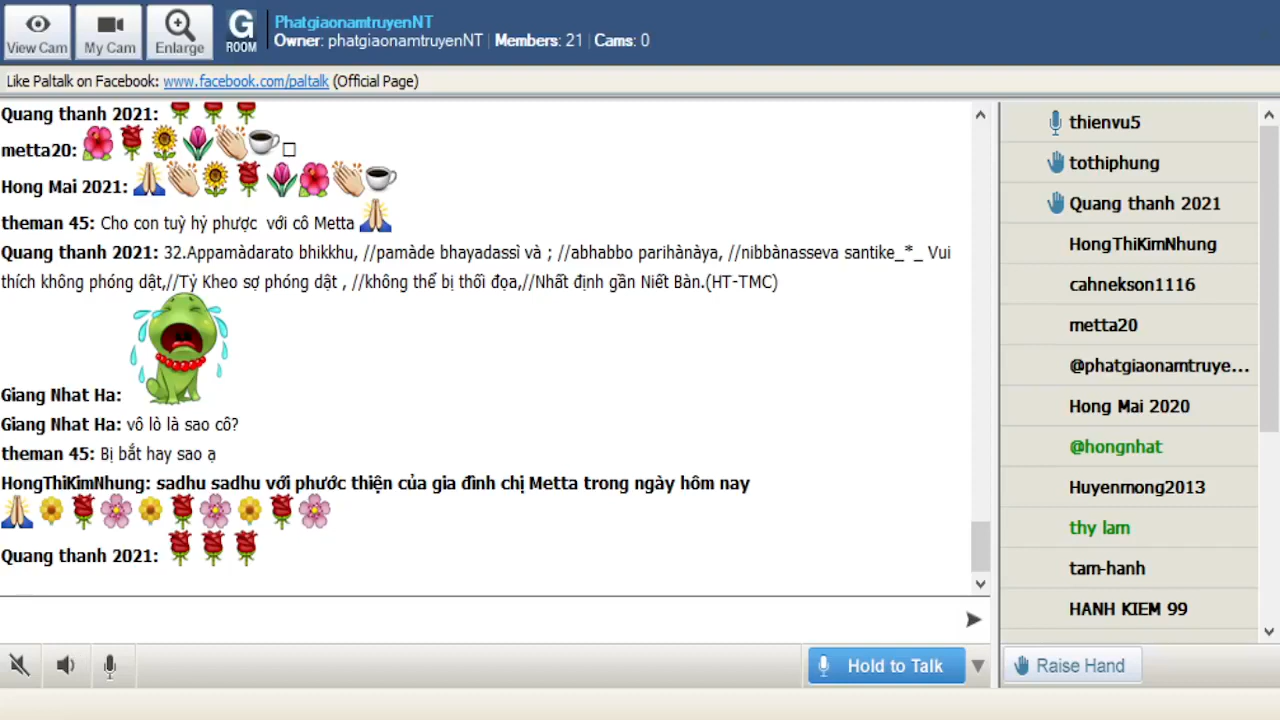 View Cam
My Cam
Enlarge
G
ROOM
PhatgiaonamtruyenNT
Owner: phatgiaonamtruyenNT | Members: 21 | Cams: 0
Like Paltalk on Facebook: www.facebook.com/paltalk (Official Page)
Quang thanh 2021:
metta20:
Hong Mai 2021:
theman 45: Cho con tuỳ hỷ phược với cô Metta
Quang thanh 2021: 32.Appamàdarato bhikkhu, //pamàde bhayadassì và ; //abhabbo parihànàya, //nibbànasseva santike_*_ Vui
thích không phóng dật,//Tỷ Kheo sợ phóng dật , //không thể bị thối đọa,//Nhất định gần Niết Bàn.(HT-TMC)
Giang Nhat Ha:
Giang Nhat Ha: vô lò là sao cô?
theman 45: Bị bắt hay sao ạ
HongThiKimNhung: sadhu sadhu với phước thiện của gia đình chị Metta trong ngày hôm nay
Quang thanh 2021:
Hold to Talk
thienvu5
tothiphung
Quang thanh 2021
HongThiKimNhung
cahnekson1116
metta20
@phatgiaonamtruye...
Hong Mai 2020
@hongnhat
Huyenmong2013
thy lam
tam-hanh
HANH KIEM 99
Raise Hand